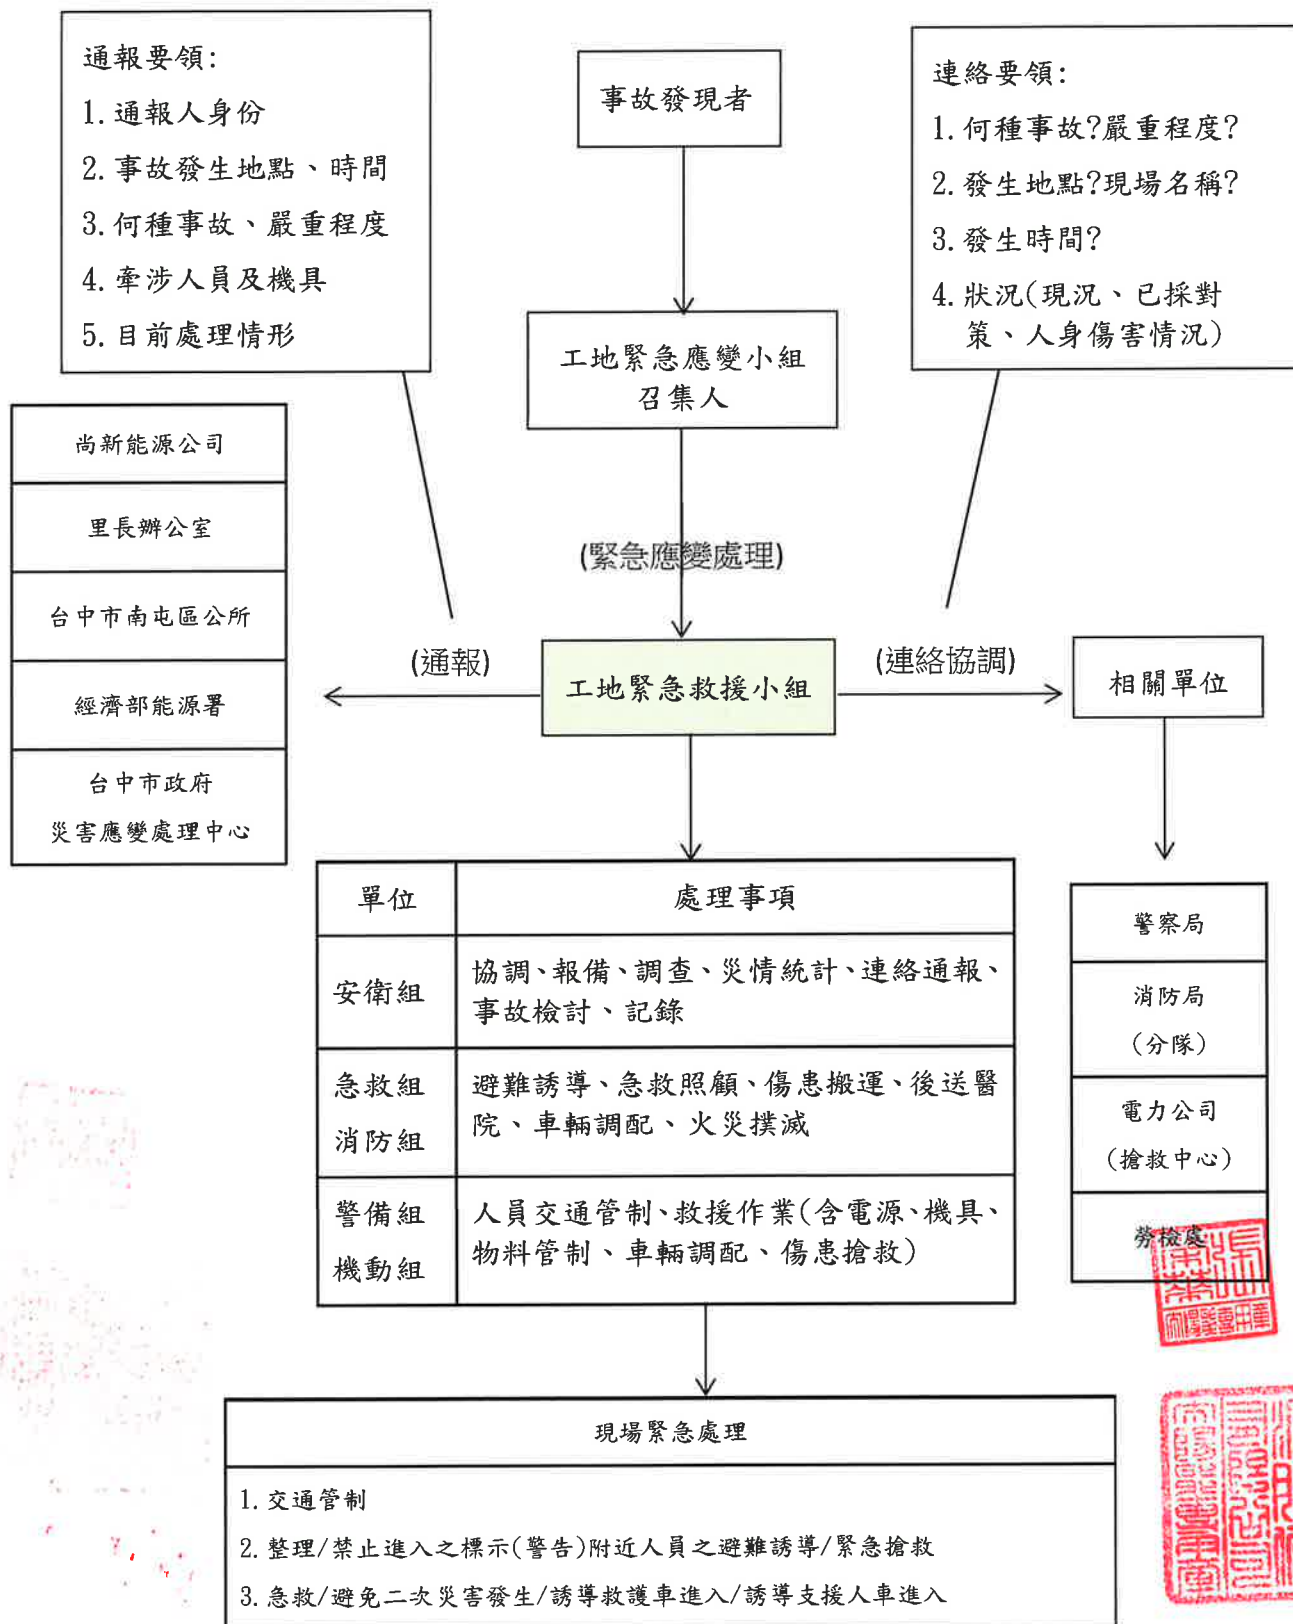 通報要領:
1.通報人身份
2.事故發生地點、時間
3.何種事故、嚴重程度
4.牽涉人員及機具
5.目前處理情形
事故發現者
連絡要領:
1.何種事故?嚴重程度?
2.發生地點?現場名稱?
3.發生時間?
4.狀況(現況、已採對
策、人身傷害情況)
工地緊急應變小組
召集人
尚新能源公司
里長辦公室
台中市南屯區公所
經濟部能源署
台中市政府
災害應變處理中心
(緊急應變處理)
(通報)
工地緊急救援小組
(連絡協調)
相關單位
單位
處理事項
安衛組
協調、報備、調查、災情統計、連絡通報、
事故檢討、記錄
急救組
消防組
避難誘導、急救照顧、傷患搬運、後送醫
院、車輛調配、火災撲滅
警備組
機動組
人員交通管制、救援作業(含電源、機具、
物料管制、車輛調配、傷患搶救)
警察局
消防局
(分隊)
電力公司
(搶救中心)
勞檢處
現場緊急處理
1.交通管制
2.整理/禁止進入之標示(警告)附近人員之避難誘導/緊急搶救
3.急救/避免二次災害發生/誘導救護車進入/誘導支援人車進入